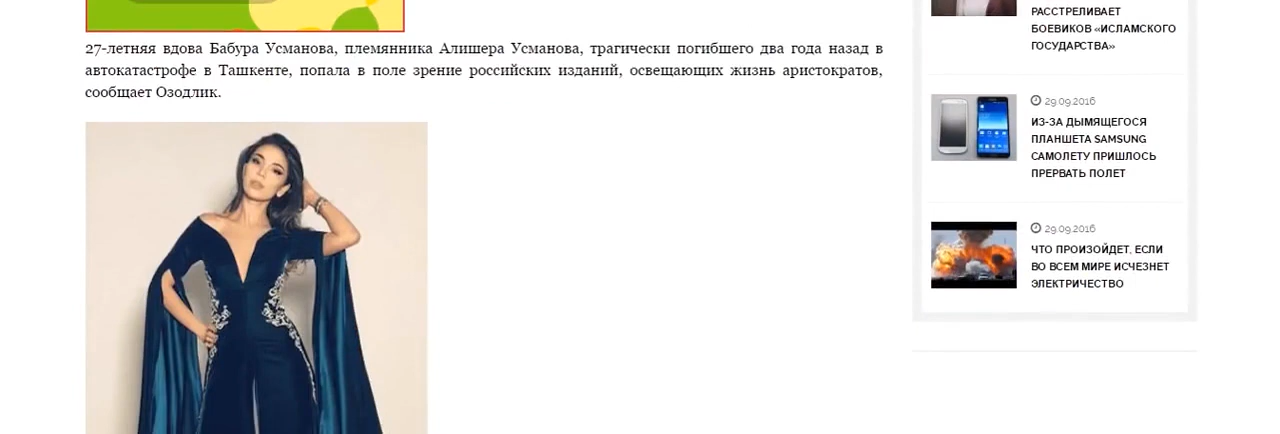 27-летняя вдова Бабура Усманова, племянника Алишера Усманова, трагически погибшего два года назад в
автокатастрофе в Ташкенте, попала в поле зрение российских изданий, освещающих жизнь аристократов,
сообщает Озодлик.
РАССТРЕЛИВАЕТ
БОЕВИКОВ «ИСЛАМСКОГО
ГОСУДАРСТВА»
29.09.2016
ИЗ-ЗА ДЫМЯЩЕГОСЯ
ПЛАНШЕТА SAMSUNG
САМОЛЕТУ ПРИШЛОСЬ
ПРЕРВАТЬ ПОЛЕТ
29.09.2016
ЧТО ПРОИЗОЙДЕТ, ЕСЛИ
ВО ВСЕМ МИРЕ ИСЧЕЗНЕТ
ЭЛЕКТРИЧЕСТВО